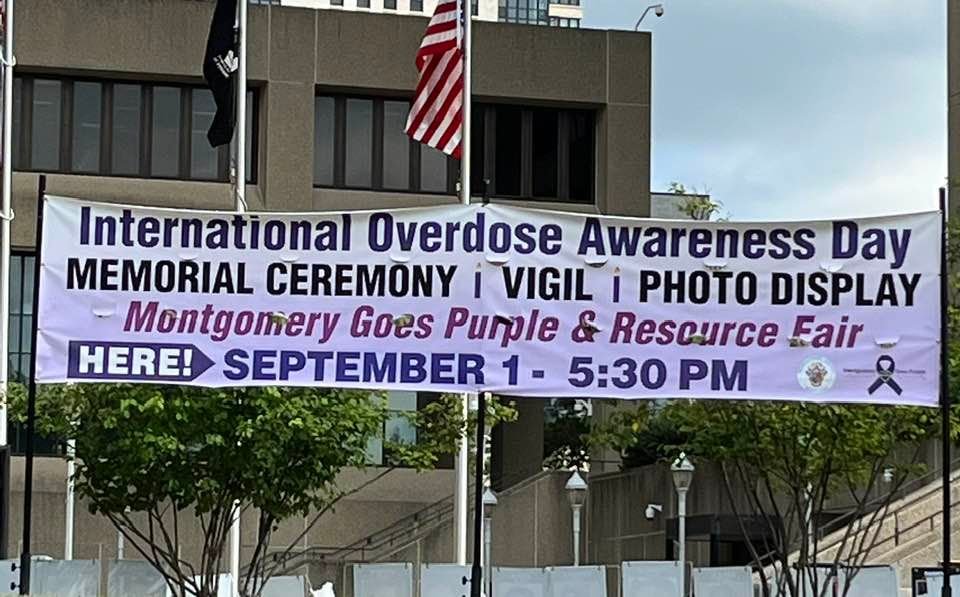 International Overdose Awareness Day
MEMORIAL CEREMONY | VIGIL | PHOTO DISPLAY
Montgomery Goes Purple & Resource Fair
HERE! SEPTEMBER 1 - 5:30 PM